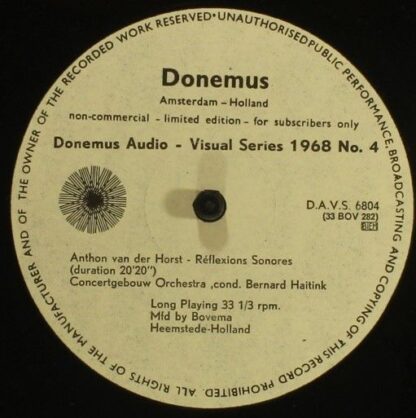 ALL RIGHTS OF THE MANUFACTURER AND OF THE OWNER OF THE RECORDED WORK RESERVED • UNAUTHORISED PUBLIC PERFORMANCE, BROADCASTING AND COPYING OF THIS RECORD PROHIBITED.
Donemus
Amsterdam – Holland
non-commercial - limited edition - for subscribers only
Donemus Audio - Visual Series 1968 No. 4
D.A.V.S. 6804
(33 BOV 282)
Anthon van der Horst - Réflexions Sonores
(duration 20'20")
Concertgebouw Orchestra ,cond. Bernard Haitink
Long Playing 33 1/3 rpm.
Mfd by Bovema
Heemstede-Holland